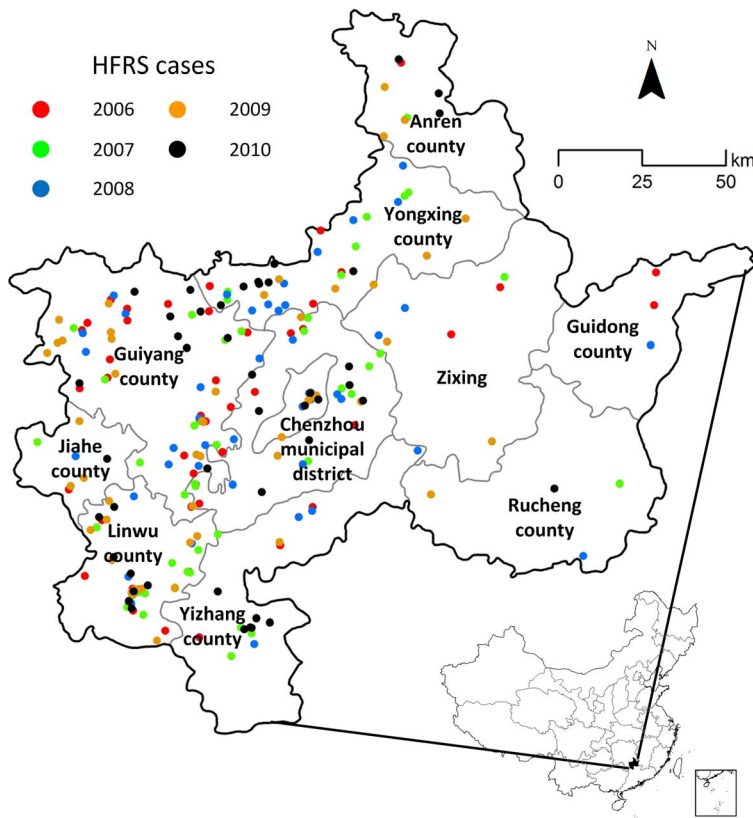 HFRS cases
2006
2009
2007
2010
2008
N
km
0
25
50
Anren
county
Yongxing
county
Guidong
county
Guiyang
county
Zixing
Chenzhou
municipal
district
Jiahe
county
Rucheng
county
Linwu
county
Yizhang
county